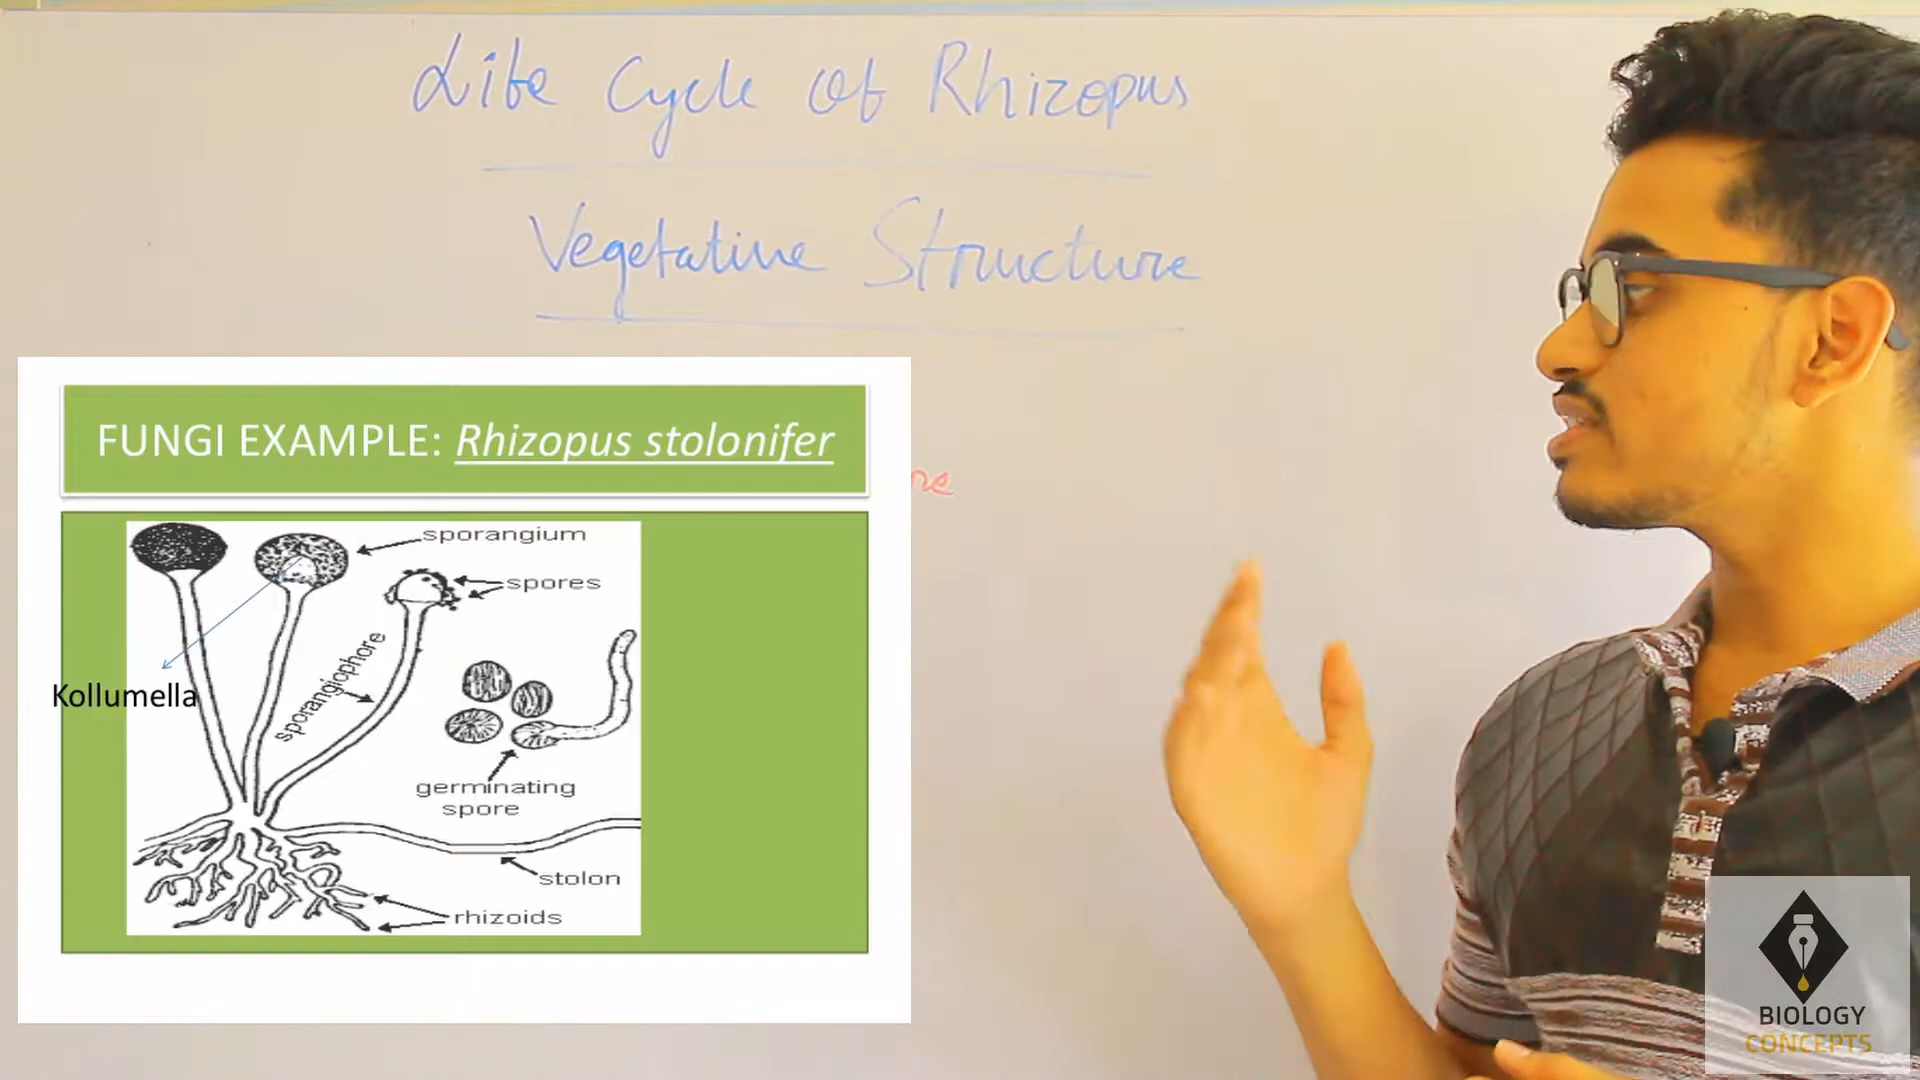 Life Cycle of Rhizopus
Vegetative Structure
FUNGI EXAMPLE: Rhizopus stolonifer
sporangium
spores
sporangiophore
Kollumella
germinating
spore
stolon
rhizoids
BIOLOGY
CONCEPTS